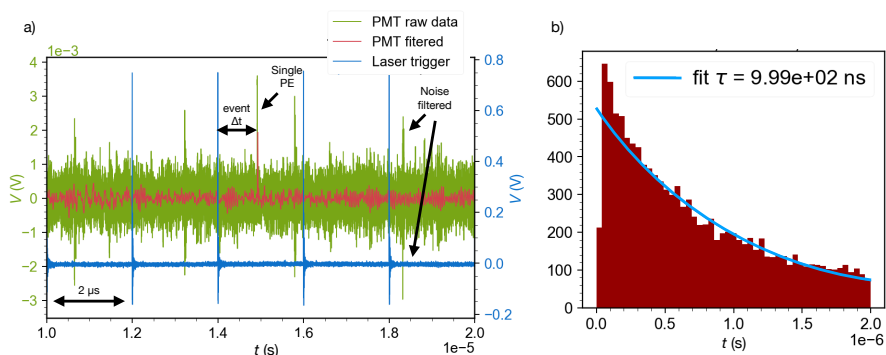 a)
PMT raw data
PMT fitered
Laser trigger
1e−3
4
3
2
1
0
−1
−2
−3
V (V)
Single
PE
event
Δt
Noise
filtered
2 µs
0.8
0.6
0.4
0.2
0.0
−0.2
V (V)
1.0 1.2 1.4 1.6 1.8 2.0
t (s)
1e−5
b)
fit τ = 9.99e+02 ns
600
500
400
300
200
100
0
0.0 0.5 1.0 1.5 2.0
t (s)
1e−6